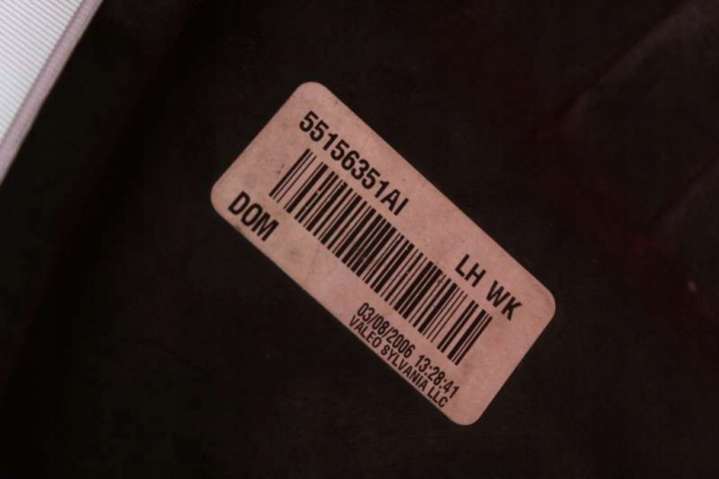 55156351AI
LH WK
DOM
03/08/2006 13:28:41
VALEO SYLVANIA LLC